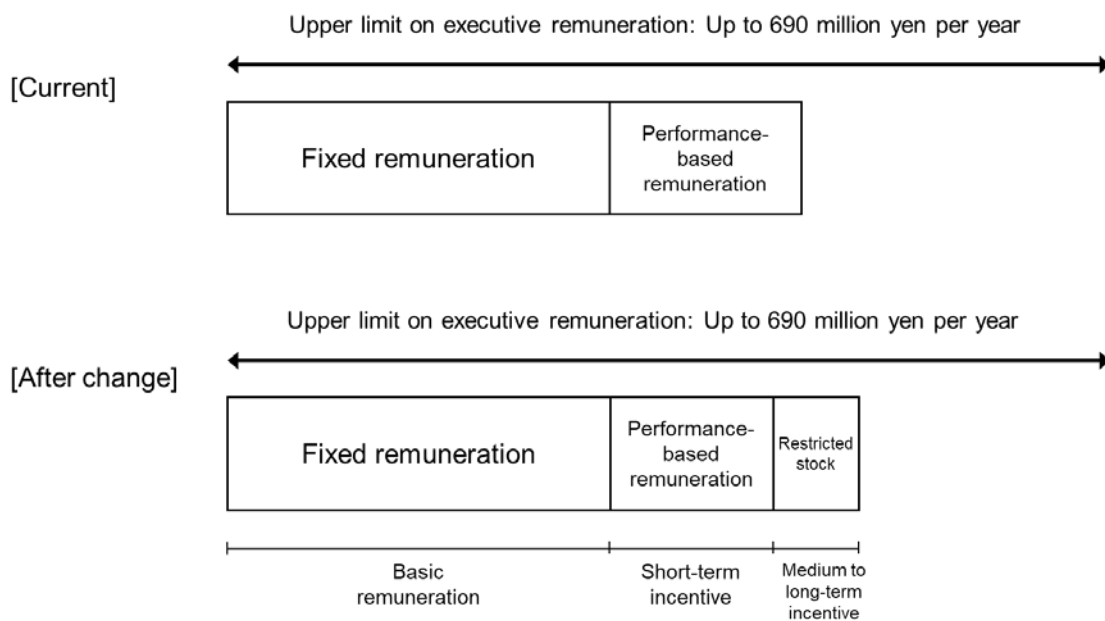 Upper limit on executive remuneration: Up to 690 million yen per year
[Current]
Fixed remuneration
Performance-
based
remuneration
Upper limit on executive remuneration: Up to 690 million yen per year
[After change]
Fixed remuneration
Performance-
based
remuneration
Restricted
stock
Basic
remuneration
Short-term
incentive
Medium to
long-term
incentive